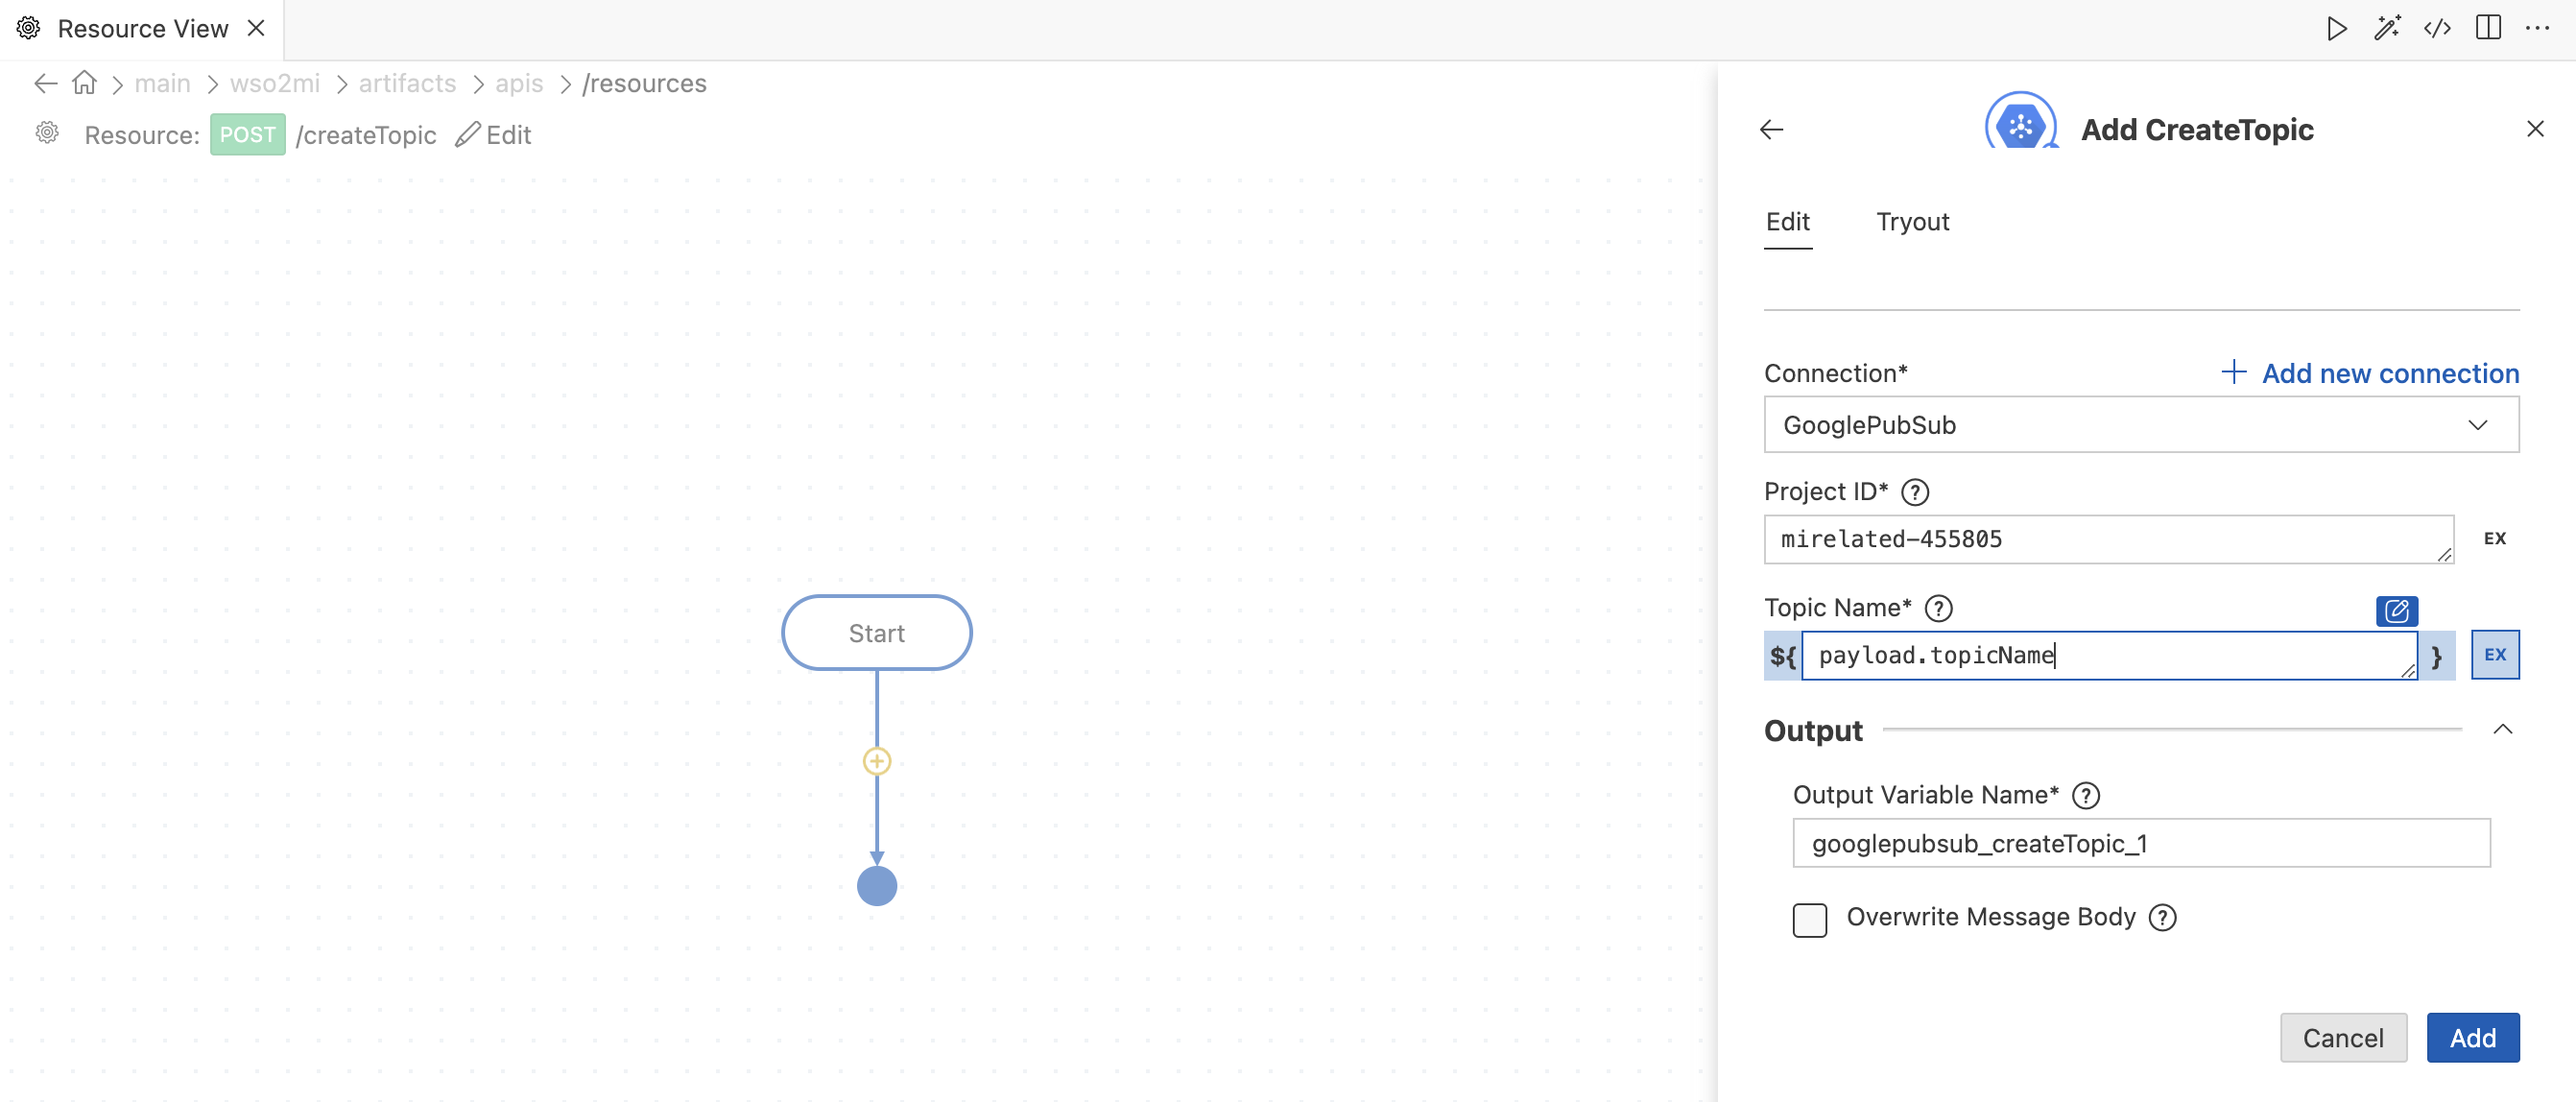 Resource View
main > wso2mi > artifacts > apis > /resources
Resource: POST /createTopic Edit
Start
Add CreateTopic
Edit Tryout
Connection* Add new connection
GooglePubSub
Project ID* ?
mirelated-455805 EX
Topic Name* ?
${ payload.topicName } EX
Output
Output Variable Name* ?
googlepubsub_createTopic_1
Overwrite Message Body ?
Cancel Add